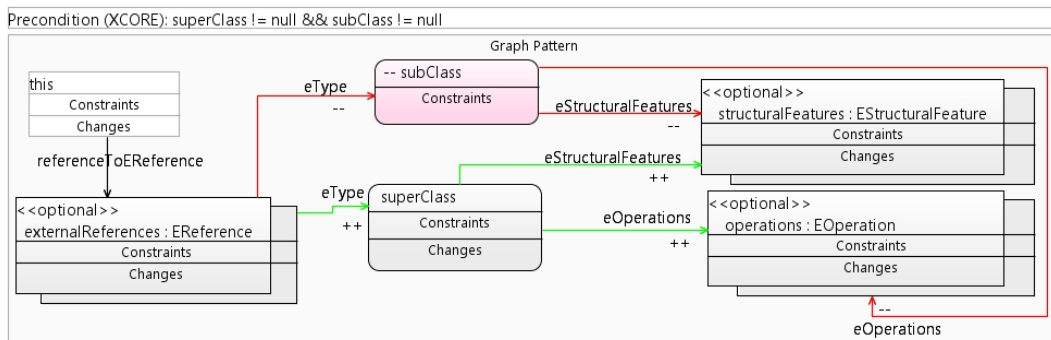 Precondition (XCORE): superClass != null && subClass != null
Graph Pattern
this
Constraints
Changes
referenceToEReference
<<optional>>
externalReferences : EReference
Constraints
Changes
eType
--
eType
++
-- subClass
Constraints
superClass
Constraints
Changes
eStructuralFeatures
--
eStructuralFeatures
++
eOperations
++
<<optional>>
structuralFeatures : EStructuralFeature
Constraints
Changes
<<optional>>
operations : EOperation
Constraints
Changes
--
eOperations